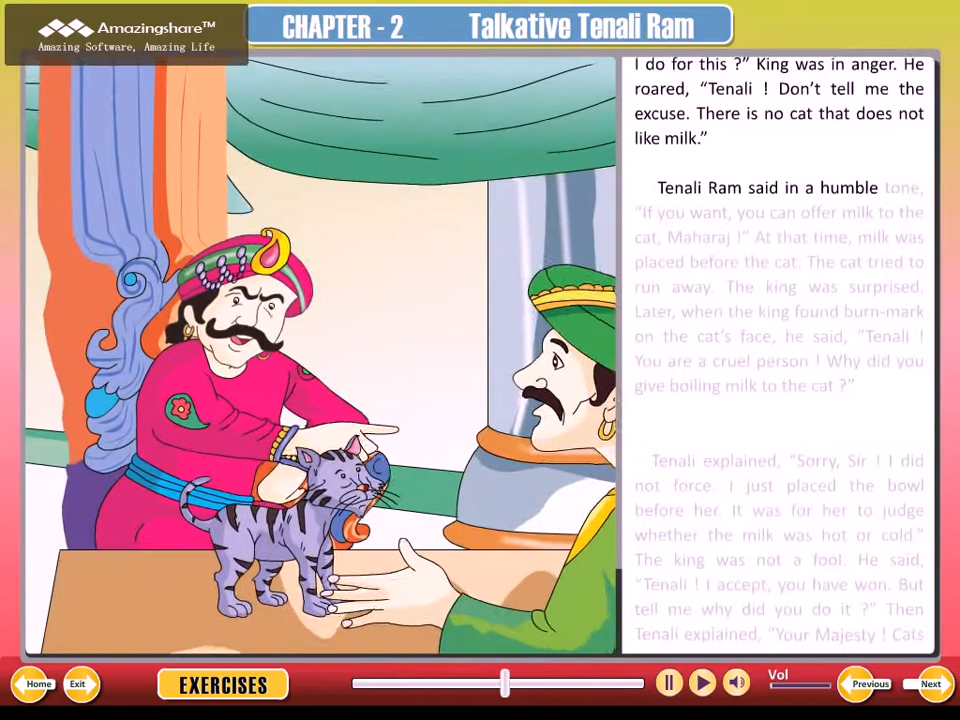 Amazingshare™
Amazing Software, Amazing Life
CHAPTER - 2
Talkative Tenali Ram
I do for this ?” King was in anger. He
roared, “Tenali ! Don’t tell me the
excuse. There is no cat that does not
like milk.”
Tenali Ram said in a humble tone,
“If you want, you can offer milk to the
cat, Maharaj !” At that time, milk was
placed before the cat. The cat tried to
run away. The king was surprised.
Later, when the king found burn-mark
on the cat’s face, he said, “Tenali !
You are a cruel person ! Why did you
give boiling milk to the cat ?”
Tenali explained, “Sorry, Sir ! I did
not force. I just placed the bowl
before her. It was for her to judge
whether the milk was hot or cold.”
The king was not a fool. He said,
“Tenali ! I accept, you have won. But
tell me why did you do it ?” Then
Tenali explained, “Your Majesty ! Cats
Home
Exit
EXERCISES
Vol
Previous
Next